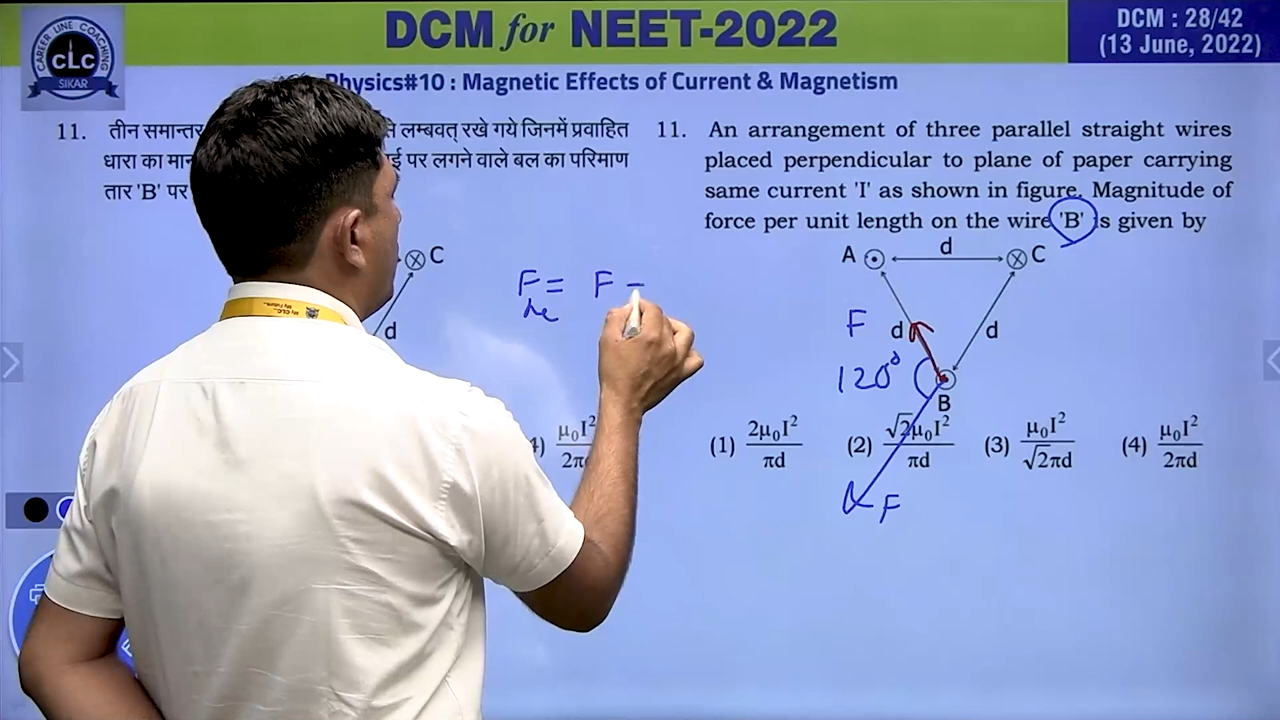 DCM for NEET-2022
DCM : 28/42
(13 June, 2022)
CAREER LINE COACHING
CLC
SIKAR
Physics#10 : Magnetic Effects of Current & Magnetism
11. तीन समान्तर
लम्बवत् रखे गये जिनमें प्रवाहित
धारा का
पर लगने वाले बल का परिमाण
तार 'B' पर
C
d
F =  F
μ₀I²
2π
11. An arrangement of three parallel straight wires
placed perpendicular to plane of paper carrying
same current 'I' as shown in figure. Magnitude of
force per unit length on the wire 'B' is given by
A d C
F d d
120°
B
(1) 2μ₀I²/πd (2) √2μ₀I²/πd (3) μ₀I²/√2πd (4) μ₀I²/2πd
F